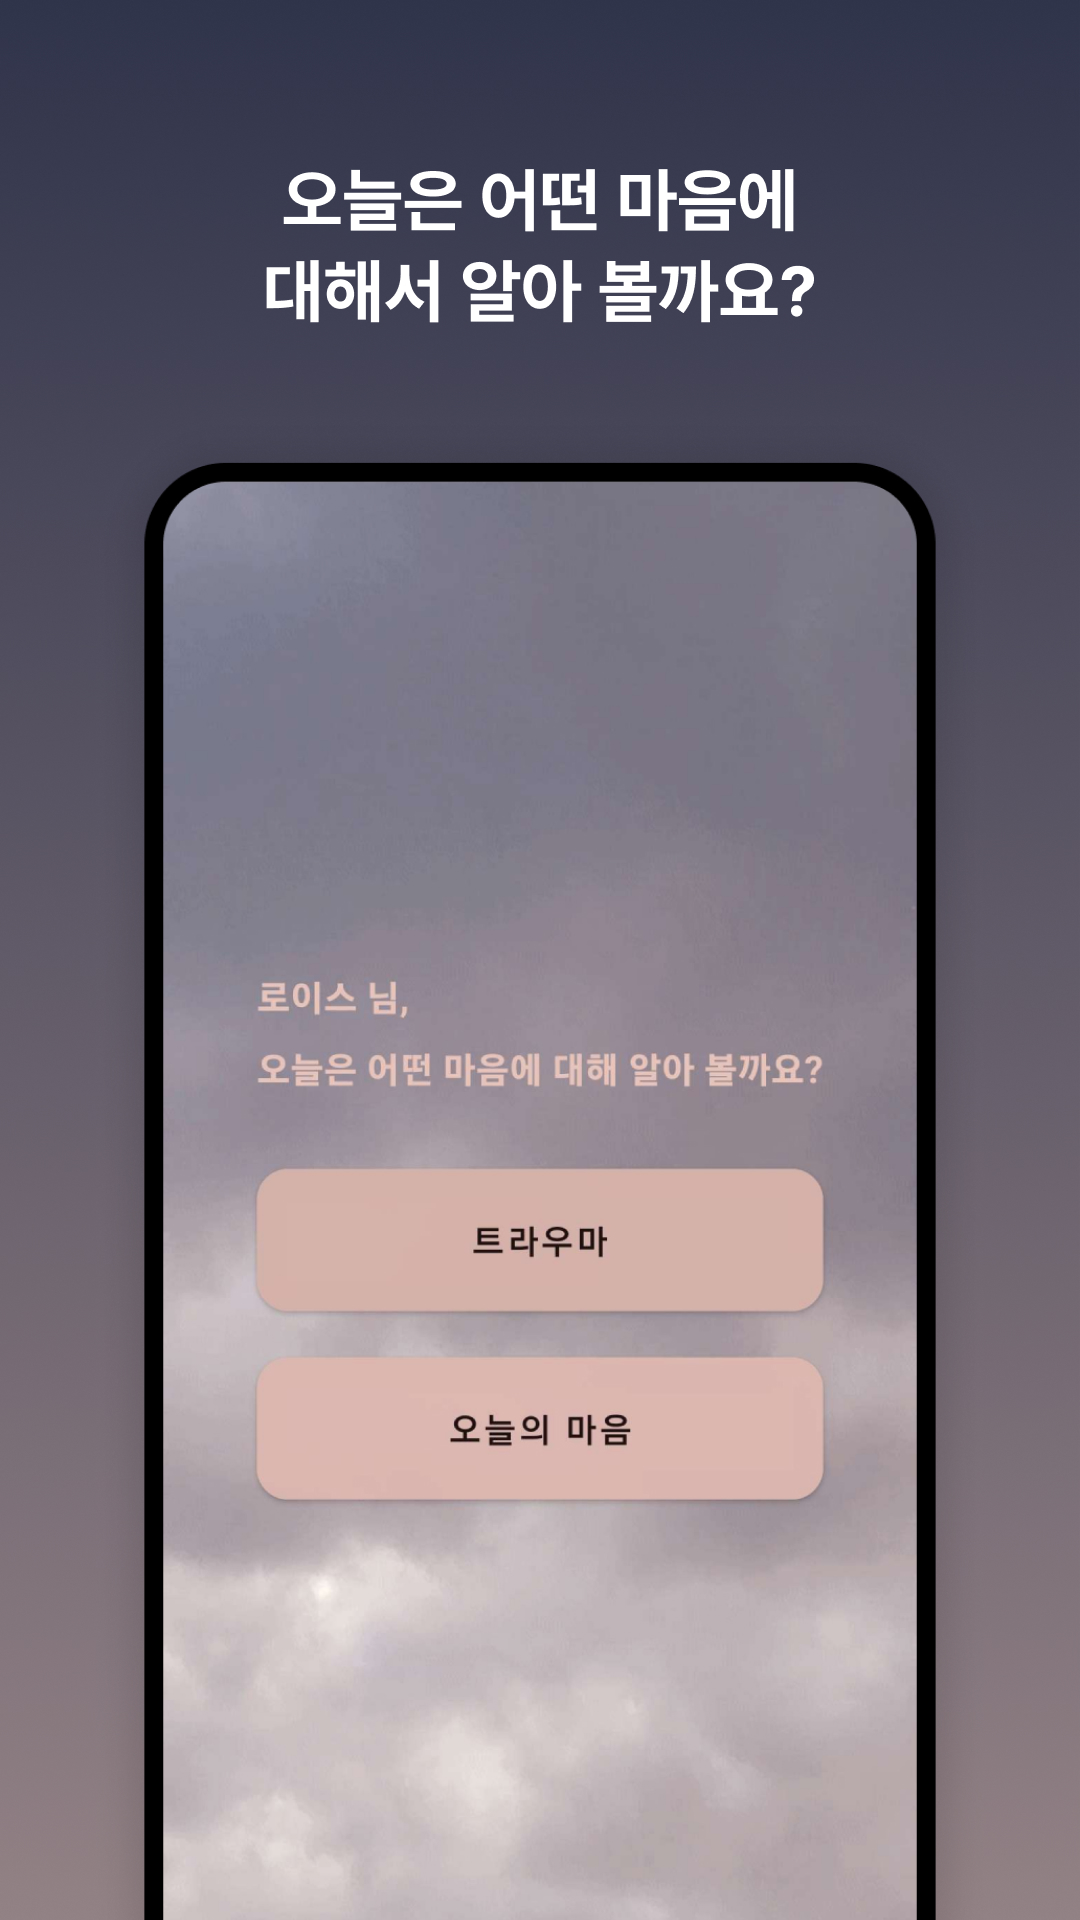 오늘은 어떤 마음에
대해서 알아 볼까요?
로이스 님,
오늘은 어떤 마음에 대해 알아 볼까요?
트라우마
오늘의 마음